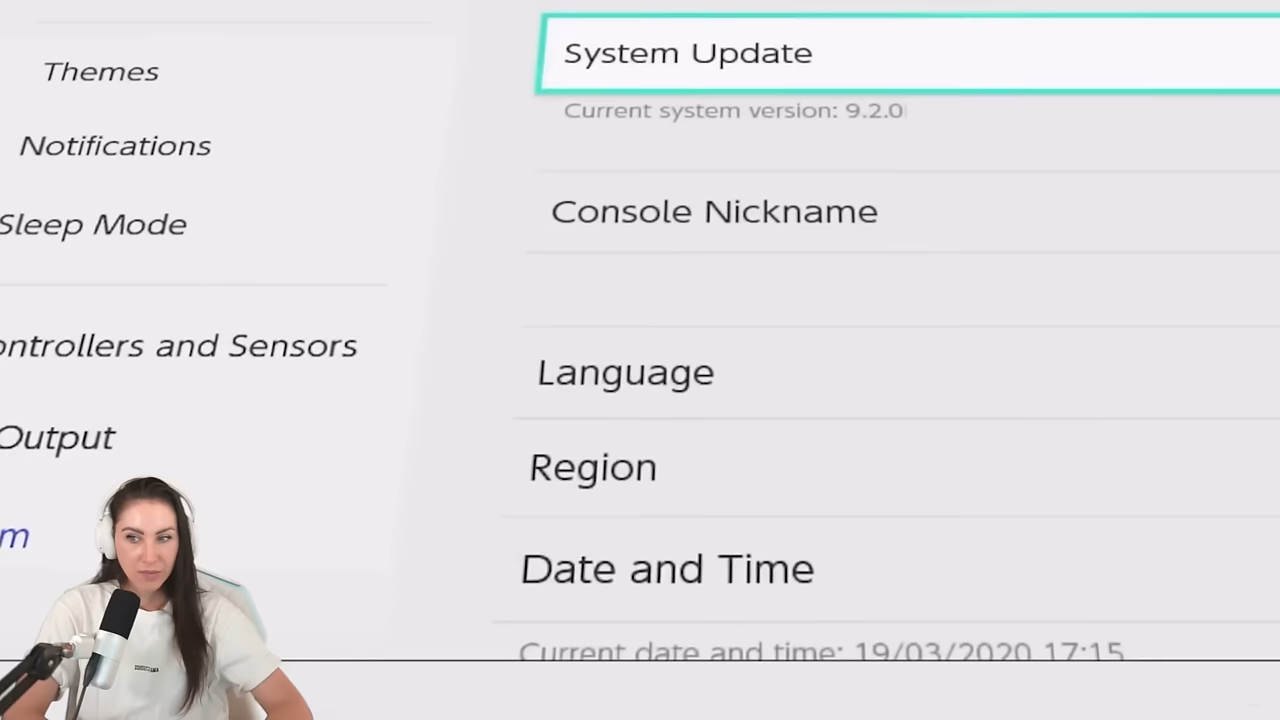 Themes
Notifications
Sleep Mode
ontrollers and Sensors
Output
m
System Update
Current system version: 9.2.0
Console Nickname
Language
Region
Date and Time
Current date and time: 19/03/2020 17:15